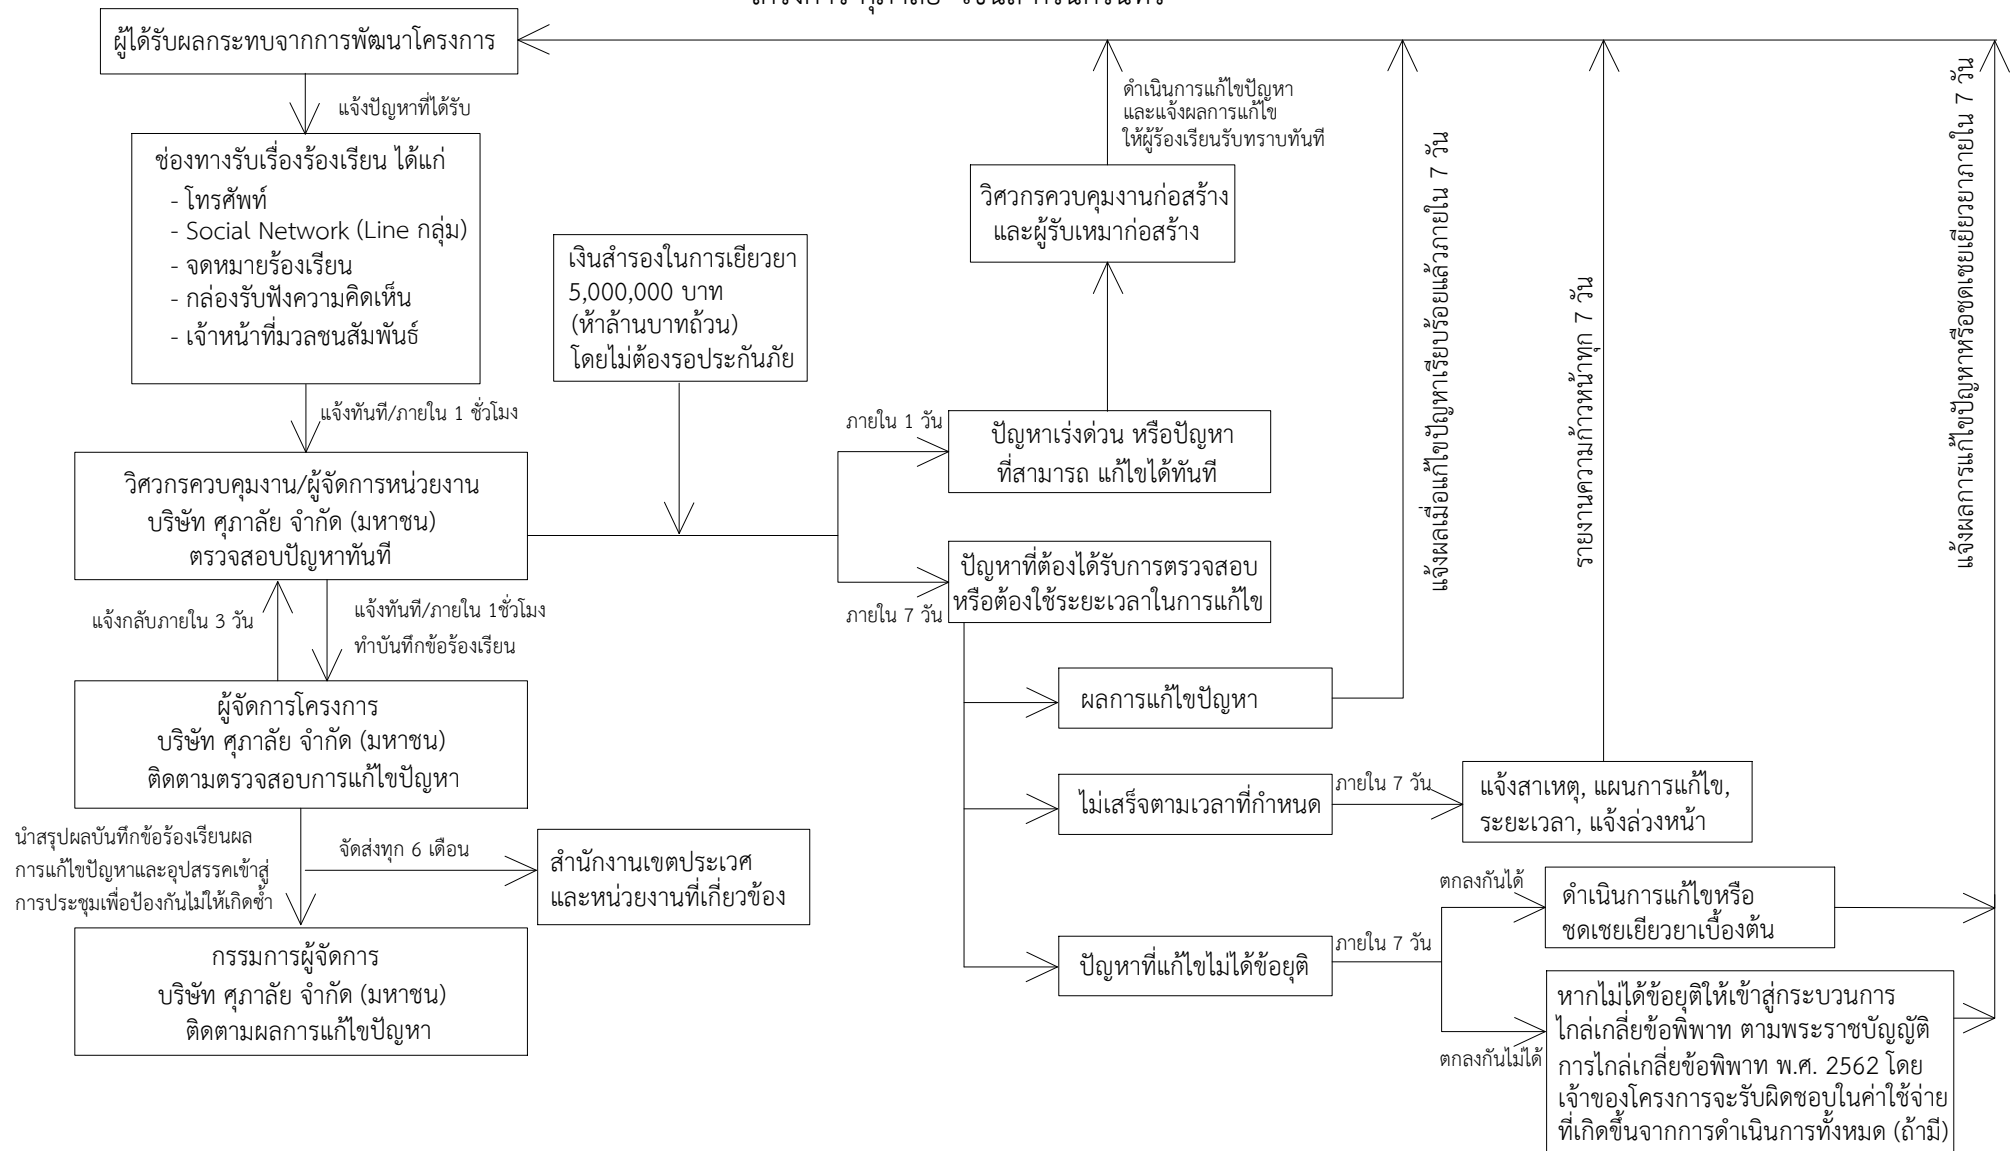 ผู้ได้รับผลกระทบจากการพัฒนาโครงการ
แจ้งปัญหาที่ได้รับ
ช่องทางรับเรื่องร้องเรียน ได้แก่
- โทรศัพท์
- Social Network (Line กลุ่ม)
- จดหมายร้องเรียน
- กล่องรับฟังความคิดเห็น
- เจ้าหน้าที่มวลชนสัมพันธ์
แจ้งทันที/ภายใน 1 ชั่วโมง
วิศวกรควบคุมงาน/ผู้จัดการหน่วยงาน
บริษัท ศุภาลัย จำกัด (มหาชน)
ตรวจสอบปัญหาทันที
แจ้งกลับภายใน 3 วัน
แจ้งทันที/ภายใน 1ชั่วโมง
ทำบันทึกข้อร้องเรียน
ผู้จัดการโครงการ
บริษัท ศุภาลัย จำกัด (มหาชน)
ติดตามตรวจสอบการแก้ไขปัญหา
นำสรุปผลบันทึกข้อร้องเรียนผล
การแก้ไขปัญหาและอุปสรรคเข้าสู่
การประชุมเพื่อป้องกันไม่ให้เกิดซ้ำ
จัดส่งทุก 6 เดือน
สำนักงานเขตประเวศ
และหน่วยงานที่เกี่ยวข้อง
กรรมการผู้จัดการ
บริษัท ศุภาลัย จำกัด (มหาชน)
ติดตามผลการแก้ไขปัญหา
เงินสำรองในการเยียวยา
5,000,000 บาท
(ห้าล้านบาทถ้วน)
โดยไม่ต้องรอประกันภัย
ดำเนินการแก้ไขปัญหา
และแจ้งผลการแก้ไข
ให้ผู้ร้องเรียนรับทราบทันที
วิศวกรควบคุมงานก่อสร้าง
และผู้รับเหมาก่อสร้าง
ภายใน 1 วัน
ปัญหาเร่งด่วน หรือปัญหา
ที่สามารถ แก้ไขได้ทันที
ภายใน 7 วัน
ปัญหาที่ต้องได้รับการตรวจสอบ
หรือต้องใช้ระยะเวลาในการแก้ไข
ผลการแก้ไขปัญหา
แจ้งผลเมื่อแก้ไขปัญหาเรียบร้อยแล้วภายใน 7 วัน
ไม่เสร็จตามเวลาที่กำหนด
ภายใน 7 วัน
แจ้งสาเหตุ, แผนการแก้ไข,
ระยะเวลา, แจ้งล่วงหน้า
รายงานความก้าวหน้าทุก 7 วัน
ปัญหาที่แก้ไขไม่ได้ข้อยุติ
ภายใน 7 วัน
ตกลงกันได้
ดำเนินการแก้ไขหรือ
ชดเชยเยียวยาเบื้องต้น
ตกลงกันไม่ได้
หากไม่ได้ข้อยุติให้เข้าสู่กระบวนการ
ไกล่เกลี่ยข้อพิพาท ตามพระราชบัญญัติ
การไกล่เกลี่ยข้อพิพาท พ.ศ. 2562 โดย
เจ้าของโครงการจะรับผิดชอบในค่าใช้จ่าย
ที่เกิดขึ้นจากการดำเนินการทั้งหมด (ถ้ามี)
แจ้งผลการแก้ไขปัญหาหรือชดเชยเยียวยาภายใน 7 วัน